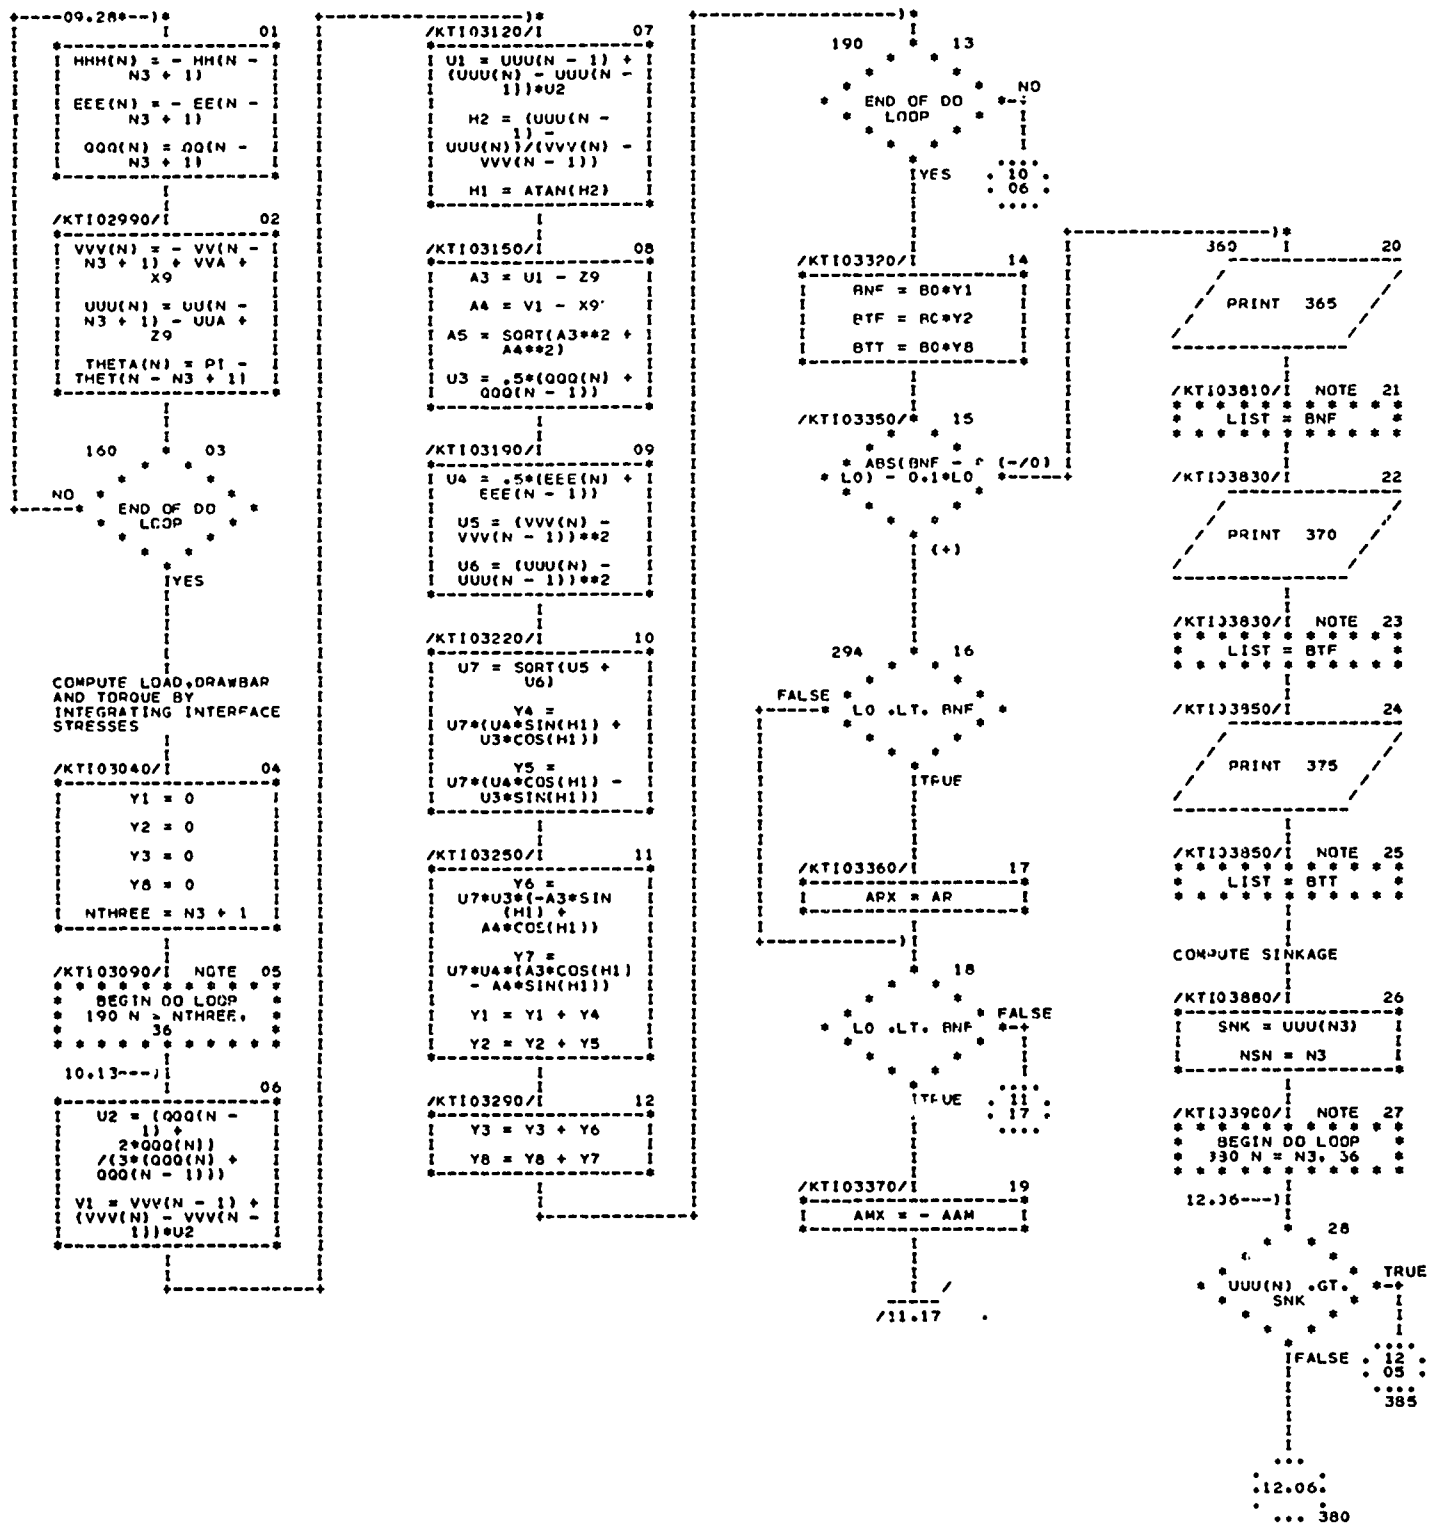 09.28
01
HHH(N) = - HH(N -
N3 + 1)
EEE(N) = - EE(N -
N3 + 1)
QQQ(N) = QQ(N -
N3 + 1)
/KTI02990/ 02
VVV(N) = - VV(N -
N3 + 1) + VVA +
X9
UUU(N) = UU(N -
N3 + 1) - UUA +
Z9
THETA(N) = PI -
THET(N - N3 + 1)
160 03
NO
END OF DO
LOOP
YES
COMPUTE LOAD,DRAWBAR
AND TORQUE BY
INTEGRATING INTERFACE
STRESSES
/KTI03040/ 04
Y1 = 0
Y2 = 0
Y3 = 0
Y8 = 0
NTHREE = N3 + 1
/KTI03090/ NOTE 05
BEGIN DO LOOP
190 N = NTHREE,
36
10.13
06
U2 = (QQQ(N -
1) +
2*QQQ(N))
/(3*(QQQ(N) +
QQQ(N - 1)))
V1 = VVV(N - 1) +
(VVV(N) - VVV(N -
1))*U2
/KTI03120/ 07
U1 = UUU(N - 1) +
(UUU(N) - UUU(N -
1))*U2
H2 = (UUU(N -
1) -
UUU(N))/(VVV(N) -
VVV(N - 1))
H1 = ATAN(H2)
/KTI03150/ 08
A3 = U1 - Z9
A4 = V1 - X9
A5 = SQRT(A3**2 +
A4**2)
U3 = .5*(QQQ(N) +
QQQ(N - 1))
/KTI03190/ 09
U4 = .5*(EEE(N) +
EEE(N - 1))
U5 = (VVV(N) -
VVV(N - 1))**2
U6 = (UUU(N) -
UUU(N - 1))**2
/KTI03220/ 10
U7 = SQRT(U5 +
U6)
Y4 =
U7*(U4*SIN(H1) +
U3*COS(H1))
Y5 =
U7*(U4*COS(H1) -
U3*SIN(H1))
/KTI03250/ 11
Y6 =
U7*U3*(-A3*SIN
(H1) +
A4*COS(H1))
Y7 =
U7*U4*(A3*COS(H1)
- A4*SIN(H1))
Y1 = Y1 + Y4
Y2 = Y2 + Y5
/KTI03290/ 12
Y3 = Y3 + Y6
Y8 = Y8 + Y7
190 13
END OF DO
LOOP
NO
10
06
YES
/KTI03320/ 14
BNF = B0*Y1
BTF = B0*Y2
BTT = B0*Y8
/KTI03350/ 15
ABS(BNF - (-/0)
L0) - 0.1*L0
(+)
294 16
FALSE
L0 .LT. BNF
TRUE
/KTI03360/ 17
ARX = AR
18
L0 .LT. BNF
FALSE
11
17
TRUE
/KTI03370/ 19
AMX = - AAM
/11.17
360 20
PRINT 365
/KTI03810/ NOTE 21
LIST = BNF
/KTI03830/ 22
PRINT 370
/KTI03830/ NOTE 23
LIST = BTF
/KTI03850/ 24
PRINT 375
/KTI03850/ NOTE 25
LIST = BTT
COMPUTE SINKAGE
/KTI03880/ 26
SNK = UUU(N3)
NSN = N3
/KTI03900/ NOTE 27
BEGIN DO LOOP
380 N = N3, 36
12.06
28
UUU(N) .GT.
SNK
TRUE
12
05
385
FALSE
12.06
380